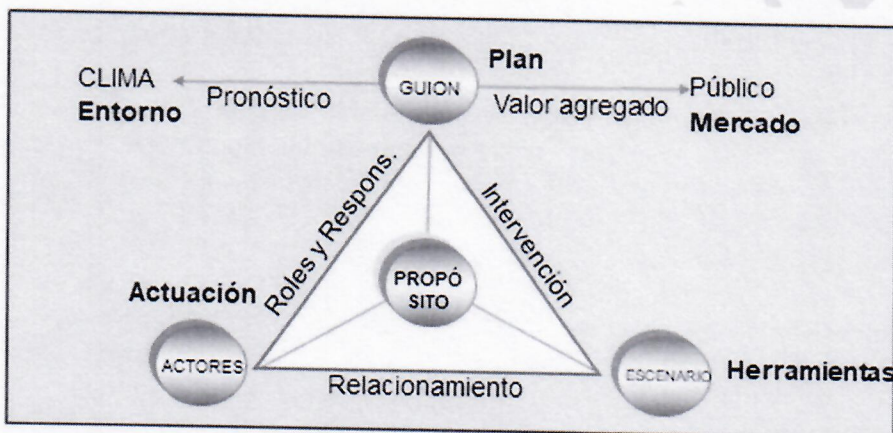 Plan
CLIMA
GUION
Público
Pronóstico
Valor agregado
Entorno
Mercado
Roles y Respons.
Intervención
PROPÓ
SITO
Actuación
ACTORES
ESCENARIO
Herramientas
Relacionamiento